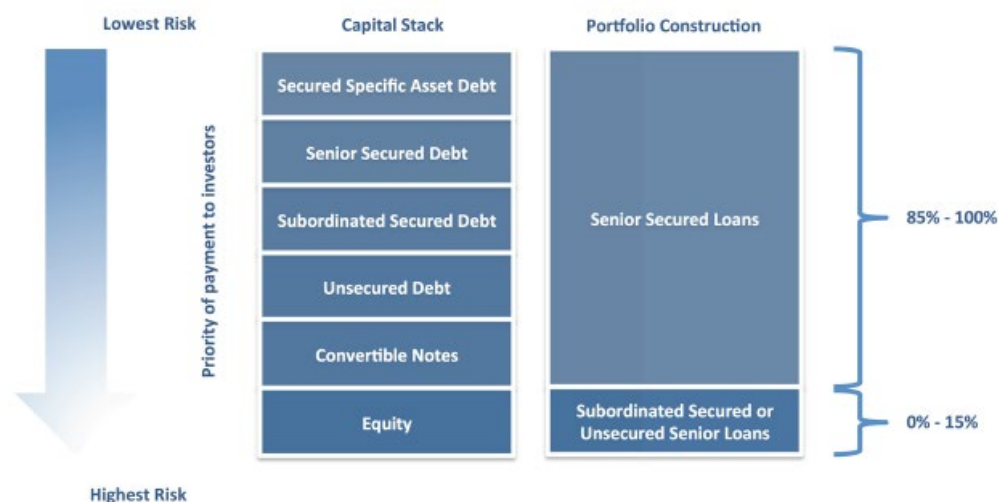 Lowest Risk
Capital Stack
Portfolio Construction
Priority of payment to investors
Secured Specific Asset Debt
Senior Secured Debt
Subordinated Secured Debt
Unsecured Debt
Convertible Notes
Equity
Senior Secured Loans
Subordinated Secured or
Unsecured Senior Loans
85% - 100%
0% - 15%
Highest Risk